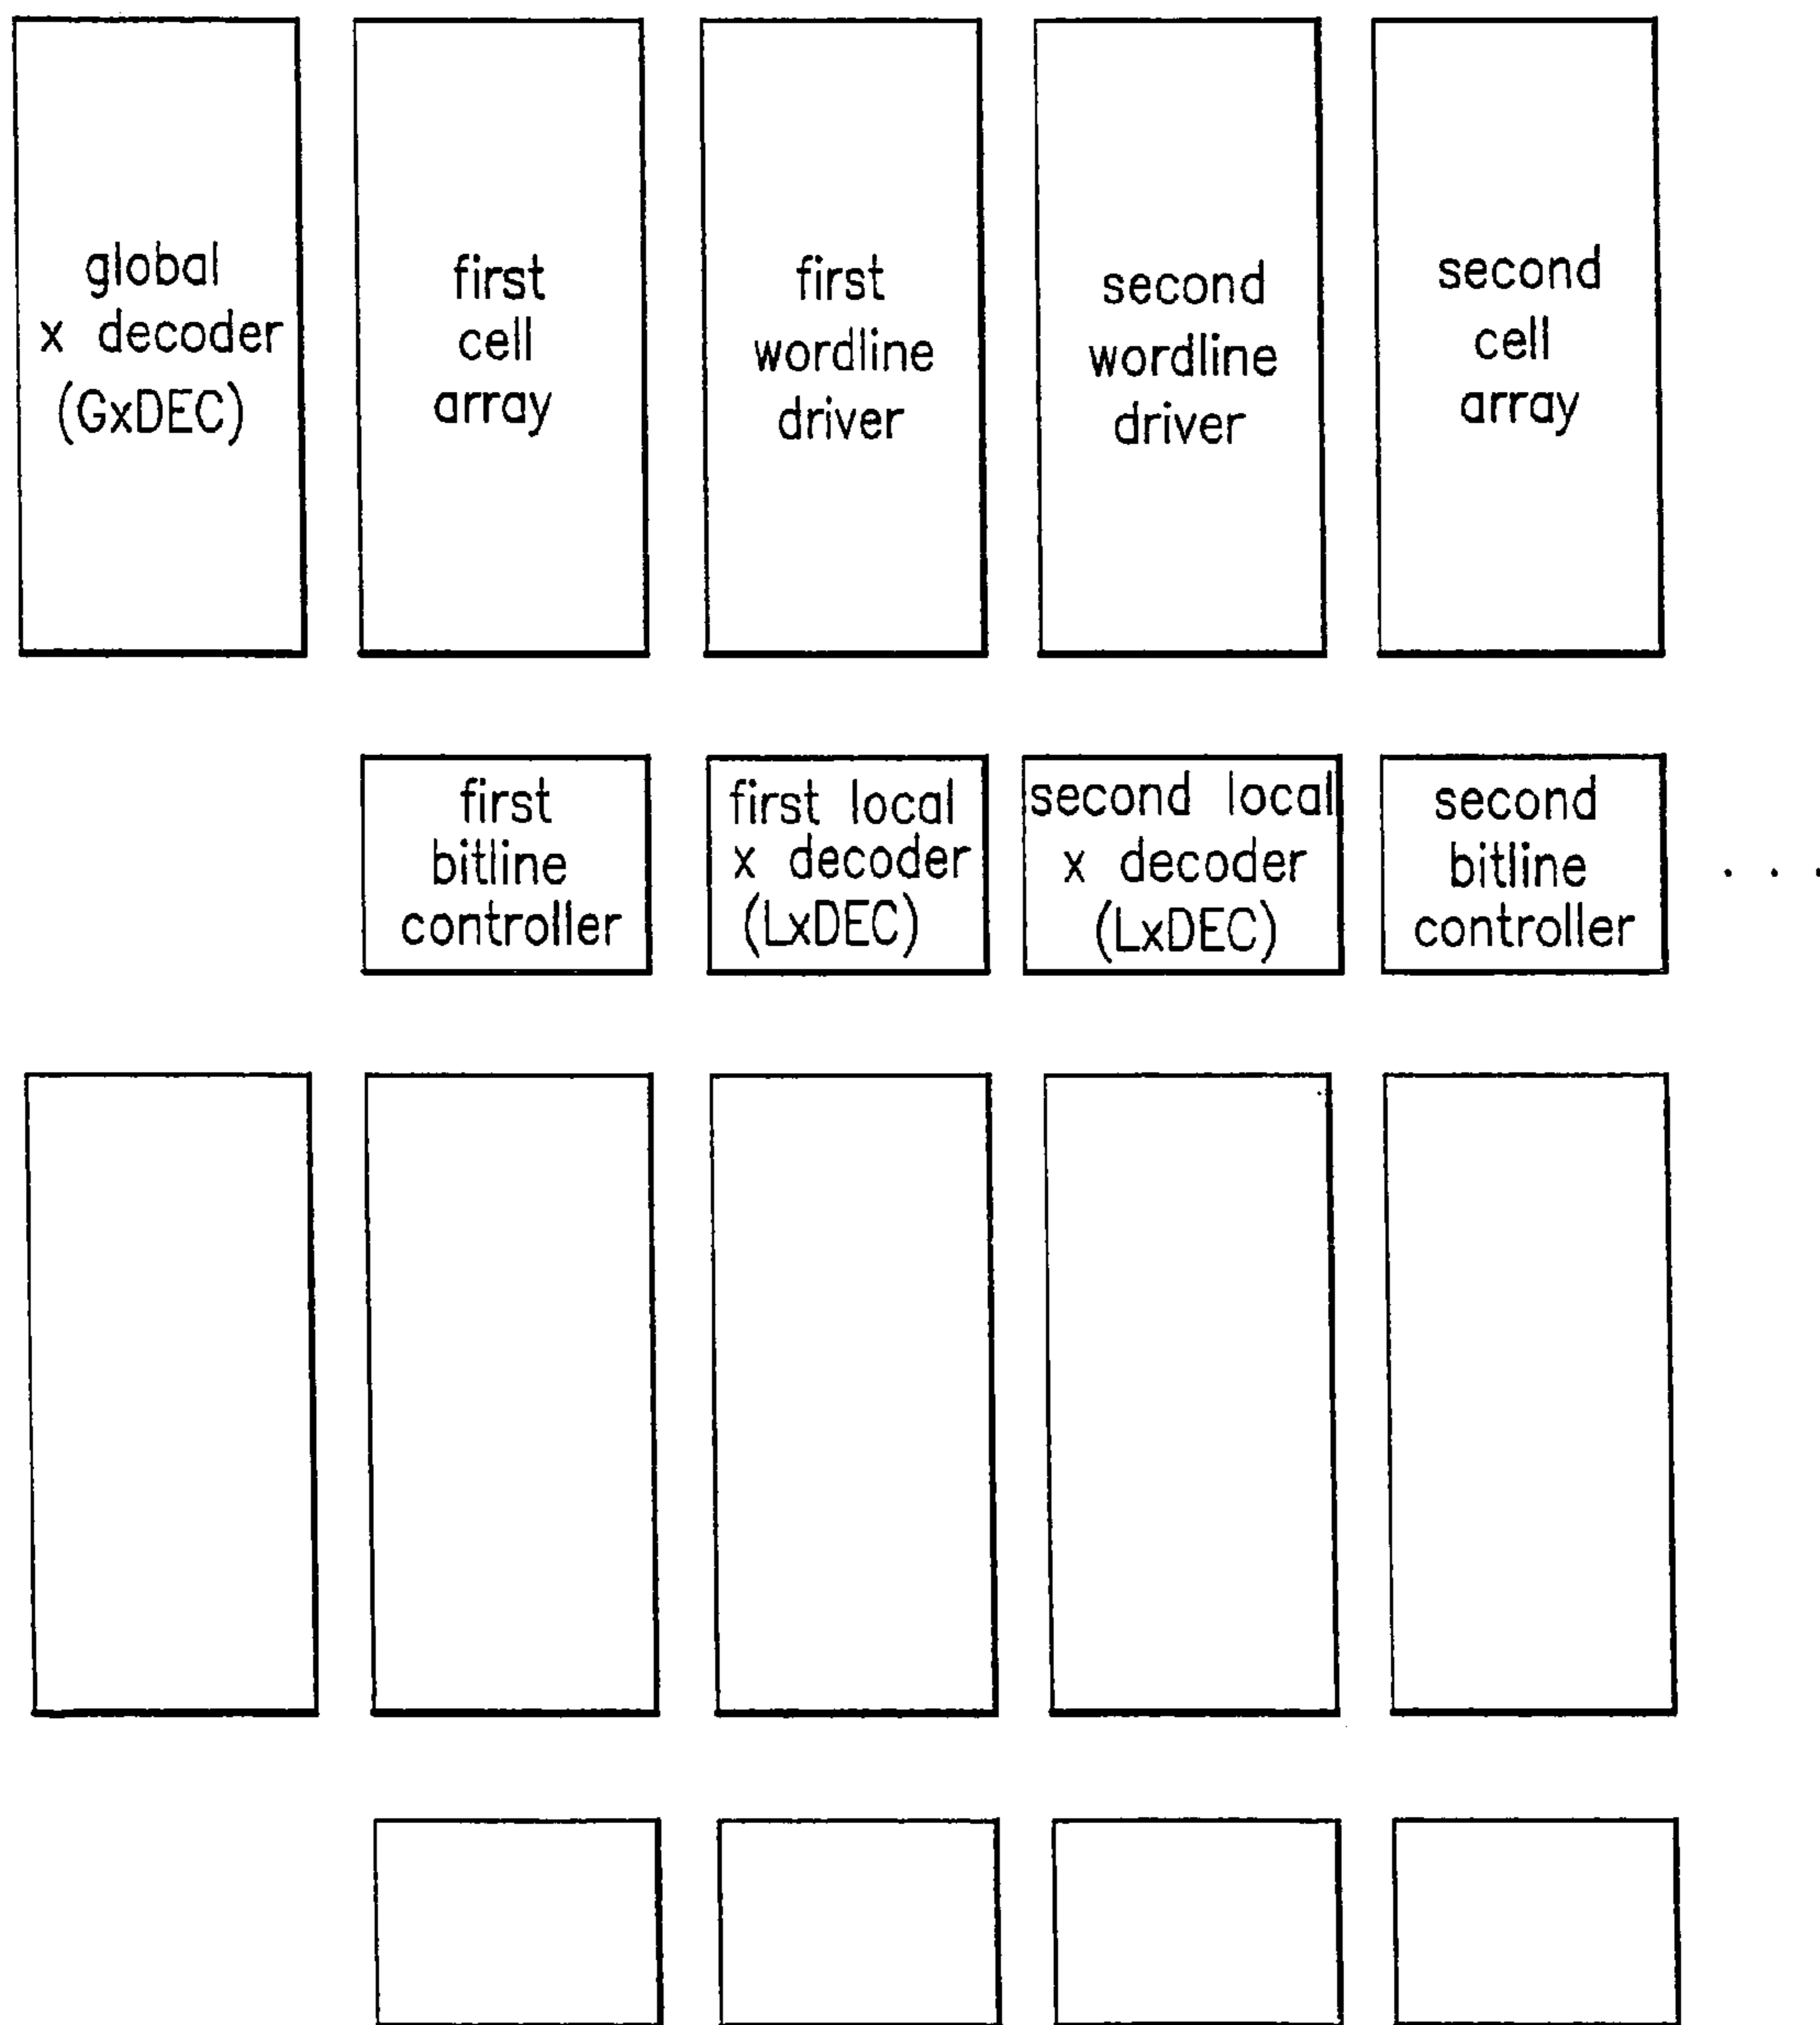 global
x decoder
(GxDEC)
first
cell
array
first
wordline
driver
second
wordline
driver
second
cell
array
first
bitline
controller
first local
x decoder
(LxDEC)
second local
x decoder
(LxDEC)
second
bitline
controller
. . .